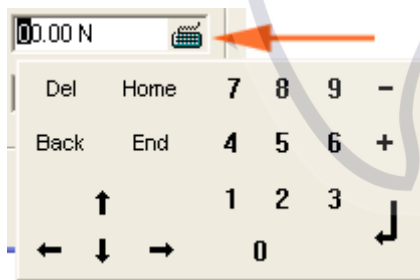 00.00 N
Del Home 7 8 9 -
Back End 4 5 6 +
↑ 1 2 3
← ↓ → 0 ↵